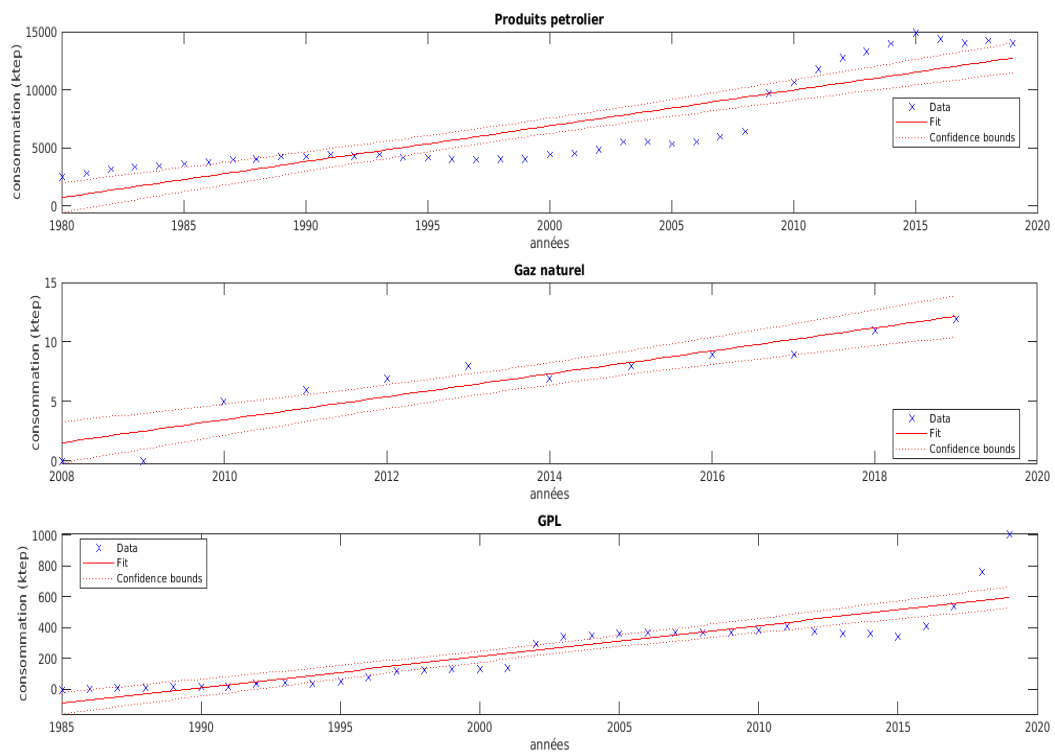 Produits petrolier
15000
10000
5000
0
consommation (ktep)
Data
Fit
Confidence bounds
1980 1985 1990 1995 2000 2005 2010 2015 2020
années
Gaz naturel
15
10
5
0
consommation (ktep)
Data
Fit
Confidence bounds
2008 2010 2012 2014 2016 2018 2020
années
GPL
1000
800
600
400
200
0
consommation (ktep)
Data
Fit
Confidence bounds
1985 1990 1995 2000 2005 2010 2015 2020
années